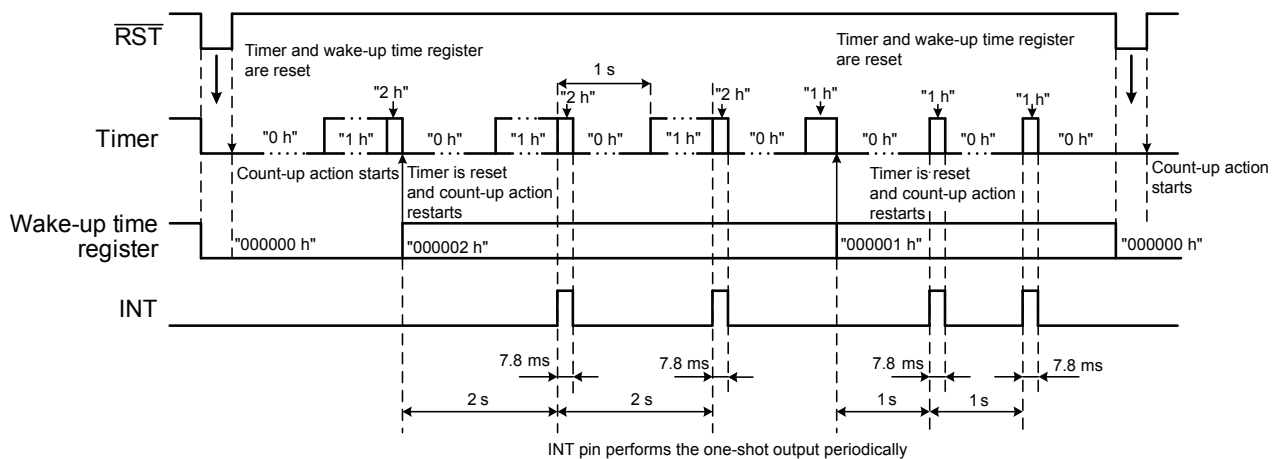 RST
Timer and wake-up time register
are reset
Timer and wake-up time register
are reset
1 s
"2 h"
"2 h"
"2 h"
"1 h"
"1 h"
"1 h"
Timer
"0 h"
"1 h"
"0 h"
"1 h"
"0 h"
"1 h"
"0 h"
"0 h"
"0 h"
"0 h"
Count-up action starts
Timer is reset
and count-up action
restarts
Timer is reset
and count-up action
restarts
Count-up action
starts
Wake-up time
register
"000000 h"
"000002 h"
"000001 h"
"000000 h"
INT
7.8 ms
7.8 ms
7.8 ms
7.8 ms
2 s
2 s
1 s
1 s
INT pin performs the one-shot output periodically